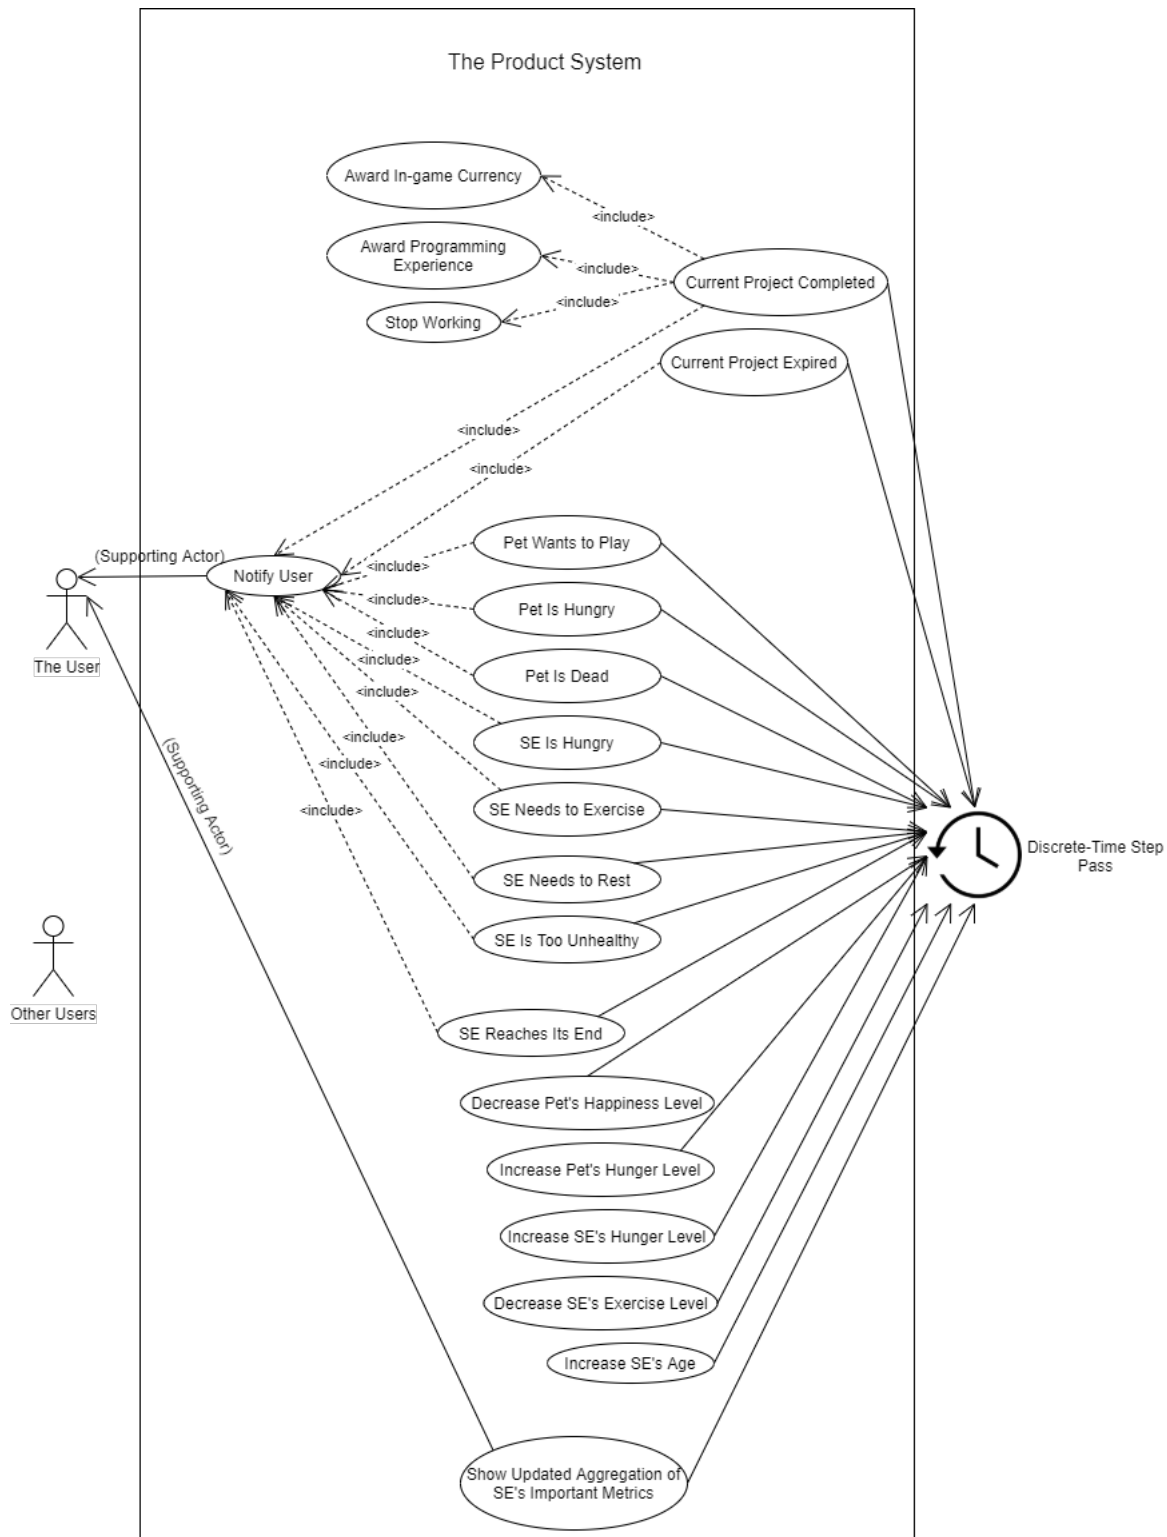 The Product System
Award In-game Currency
<include>
Award Programming
Experience
<include>
Current Project Completed
<include>
Stop Working
Current Project Expired
<include>
<include>
Pet Wants to Play
(Supporting Actor)
<include>
Notify User
<include>
Pet Is Hungry
<include>
The User
<include>
Pet Is Dead
<include>
<include>
SE Is Hungry
<include>
<include>
SE Needs to Exercise
(Supporting Actor)
Discrete-Time Step
Pass
SE Needs to Rest
SE Is Too Unhealthy
Other Users
SE Reaches Its End
Decrease Pet's Happiness Level
Increase Pet's Hunger Level
Increase SE's Hunger Level
Decrease SE's Exercise Level
Increase SE's Age
Show Updated Aggregation of
SE's Important Metrics